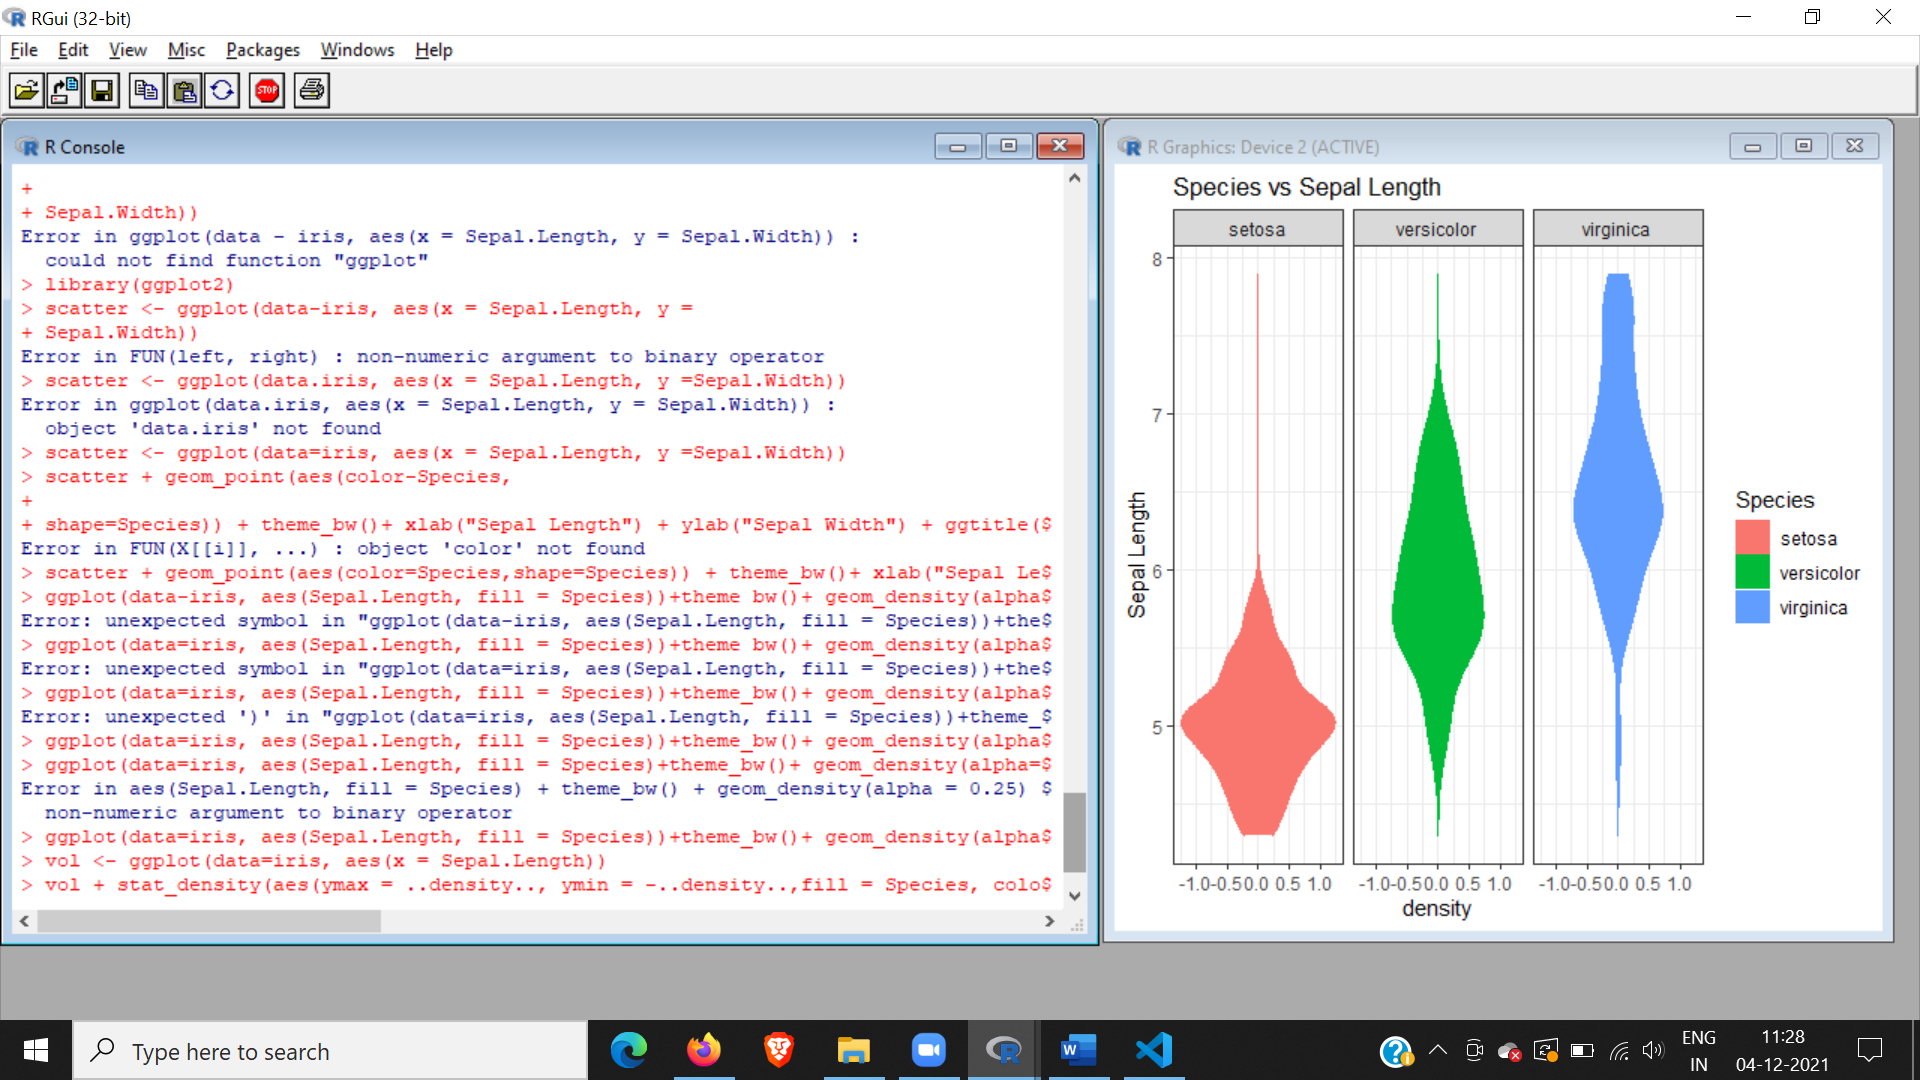 RGui (32-bit)
File Edit View Misc Packages Windows Help
STOP
R Console
+
+ Sepal.Width))
Error in ggplot(data - iris, aes(x = Sepal.Length, y = Sepal.Width)) :
  could not find function "ggplot"
> library(ggplot2)
> scatter <- ggplot(data-iris, aes(x = Sepal.Length, y =
+ Sepal.Width))
Error in FUN(left, right) : non-numeric argument to binary operator
> scatter <- ggplot(data.iris, aes(x = Sepal.Length, y =Sepal.Width))
Error in ggplot(data.iris, aes(x = Sepal.Length, y = Sepal.Width)) :
  object 'data.iris' not found
> scatter <- ggplot(data=iris, aes(x = Sepal.Length, y =Sepal.Width))
> scatter + geom_point(aes(color-Species,
+
+ shape=Species)) + theme_bw()+ xlab("Sepal Length") + ylab("Sepal Width") + ggtitle($
Error in FUN(X[[i]], ...) : object 'color' not found
> scatter + geom_point(aes(color=Species,shape=Species)) + theme_bw()+ xlab("Sepal Le$
> ggplot(data-iris, aes(Sepal.Length, fill = Species))+theme bw()+ geom_density(alpha$
Error: unexpected symbol in "ggplot(data-iris, aes(Sepal.Length, fill = Species))+the$
> ggplot(data=iris, aes(Sepal.Length, fill = Species))+theme bw()+ geom_density(alpha$
Error: unexpected symbol in "ggplot(data=iris, aes(Sepal.Length, fill = Species))+the$
> ggplot(data=iris, aes(Sepal.Length, fill = Species))+theme_bw()+ geom_density(alpha$
Error: unexpected ')' in "ggplot(data=iris, aes(Sepal.Length, fill = Species))+theme_$
> ggplot(data=iris, aes(Sepal.Length, fill = Species))+theme_bw()+ geom_density(alpha$
> ggplot(data=iris, aes(Sepal.Length, fill = Species)+theme_bw()+ geom_density(alpha=$
Error in aes(Sepal.Length, fill = Species) + theme_bw() + geom_density(alpha = 0.25) $
  non-numeric argument to binary operator
> ggplot(data=iris, aes(Sepal.Length, fill = Species))+theme_bw()+ geom_density(alpha$
> vol <- ggplot(data=iris, aes(x = Sepal.Length))
> vol + stat_density(aes(ymax = ..density.., ymin = -..density..,fill = Species, colo$
R Graphics: Device 2 (ACTIVE)
Species vs Sepal Length
setosa versicolor virginica
8
7
6
5
Sepal Length
-1.0-0.50.0 0.5 1.0 -1.0-0.50.0 0.5 1.0 -1.0-0.50.0 0.5 1.0
density
Species
setosa
versicolor
virginica
Type here to search
ENG
IN
11:28
04-12-2021